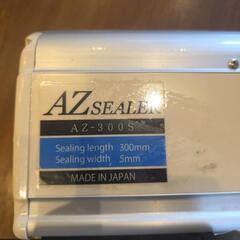 AZ SEALER
AZ-300S
Sealing length 300mm
Sealing width 5mm
MADE IN JAPAN